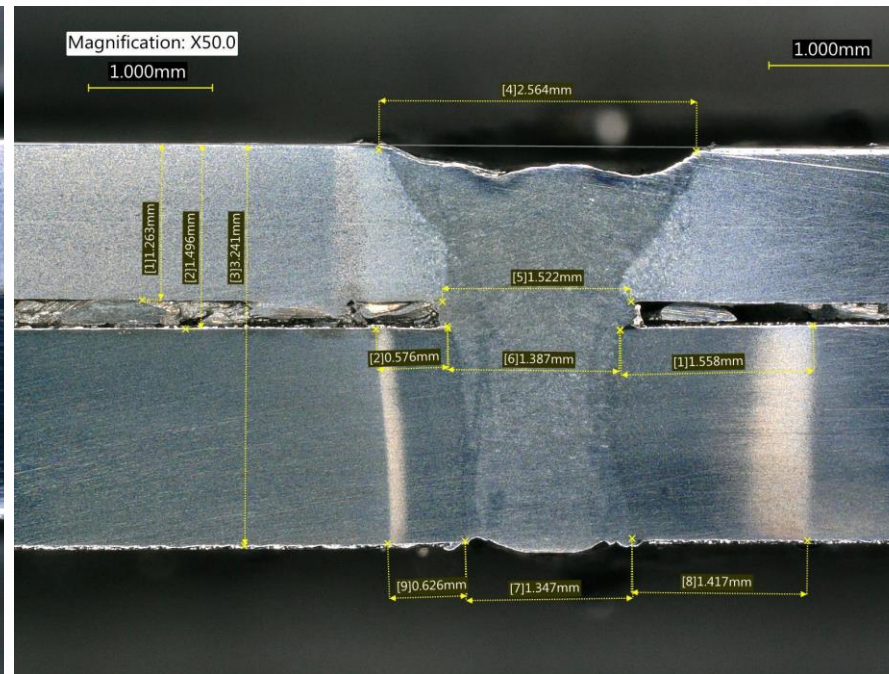 Magnification: X50.0
1.000mm
1.000mm
[4]2.564mm
[1]1.263mm
[2]1.496mm
[3]3.241mm
[5]1.522mm
[2]0.576mm
[6]1.387mm
[1]1.558mm
[9]0.626mm
[7]1.347mm
[8]1.417mm